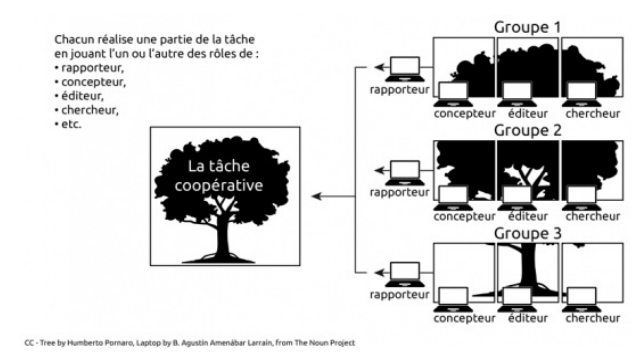 Chacun réalise une partie de la tâche
en jouant l'un ou l'autre des rôles de :
• rapporteur,
• concepteur,
• éditeur,
• chercheur,
• etc.
La tâche
coopérative
Groupe 1
rapporteur
concepteur éditeur chercheur
Groupe 2
rapporteur
concepteur éditeur chercheur
Groupe 3
rapporteur
concepteur éditeur chercheur
CC - Tree by Humberto Pornaro, Laptop by B. Agustín Amenábar Larraín, from The Noun Project